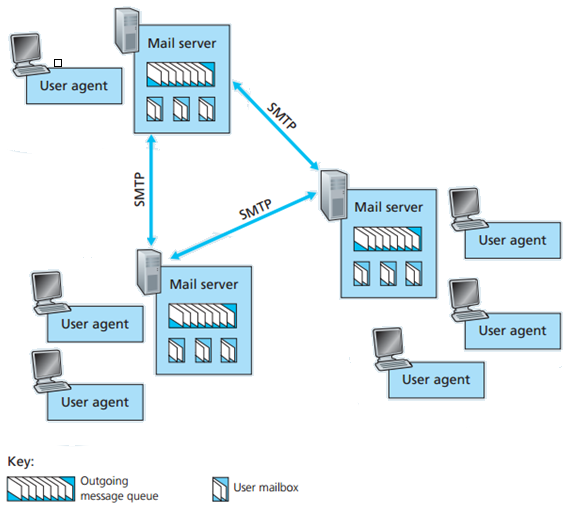 Mail server
User agent
SMTP
SMTP
SMTP
Mail server
User agent
Mail server
User agent
User agent
User agent
User agent
Key:
Outgoing
message queue
User mailbox